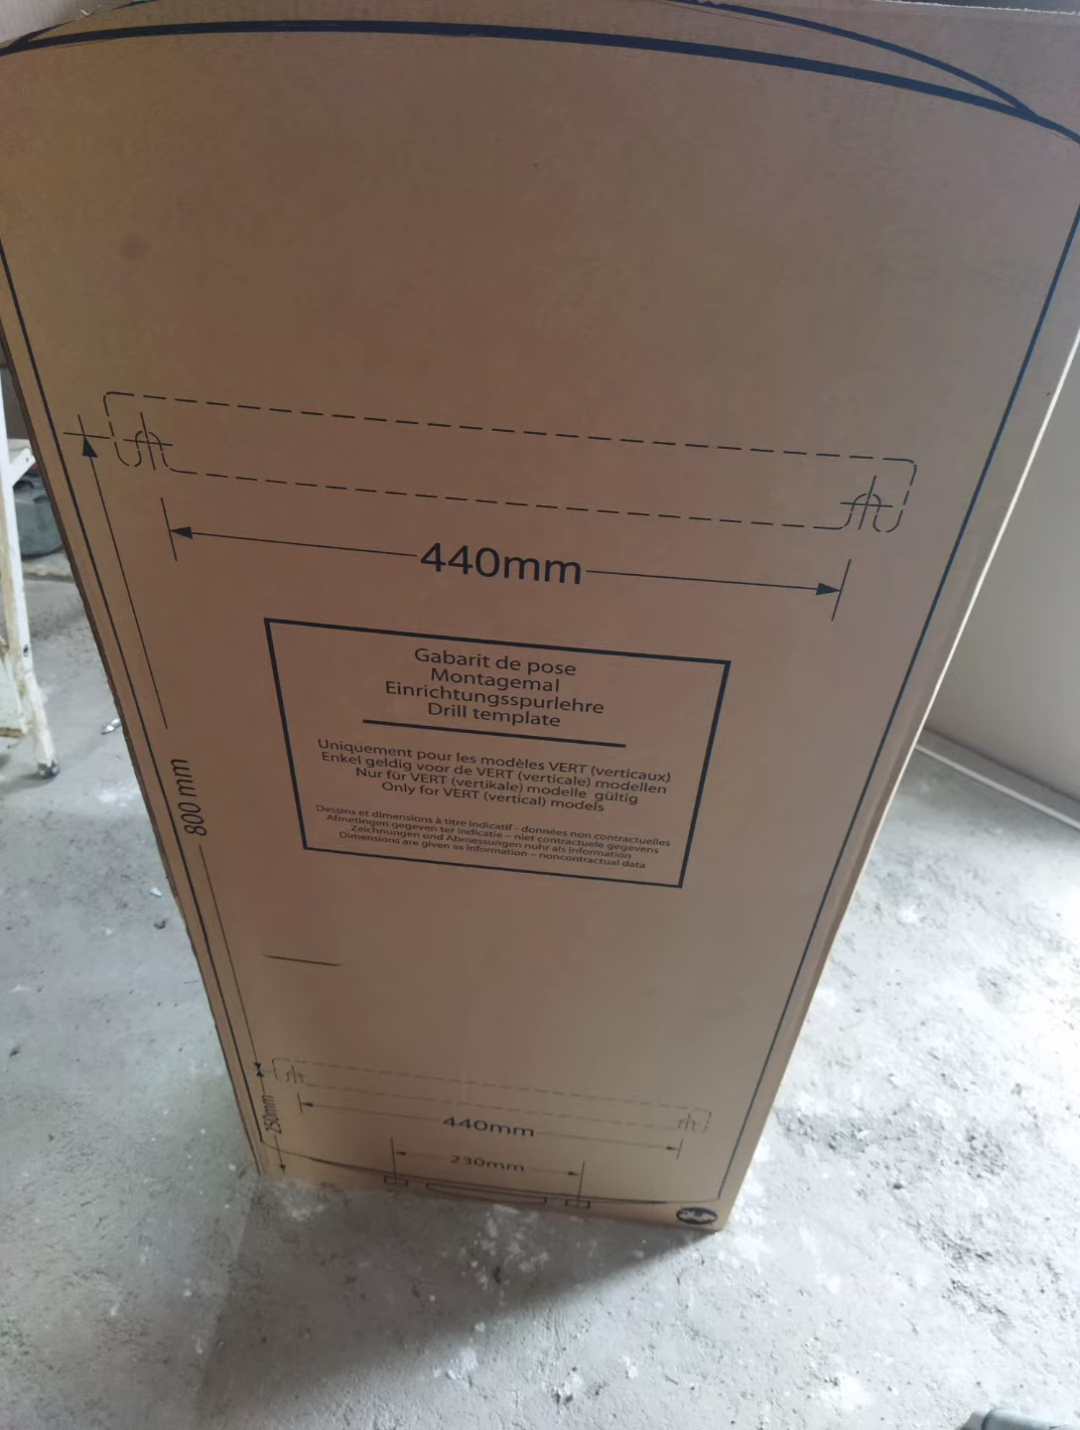 440mm
Gabarit de pose
Montagemal
Einrichtungsspurlehre
Drill template
Uniquement pour les modèles VERT (verticaux)
Enkel geldig voor de VERT (verticale) modellen
Nur für VERT (vertikale) modelle gültig
Only for VERT (vertical) models
Dessins et dimensions à titre indicatif - données non contractuelles
Afmetingen gegeven ter indicatie – niet contractuele gegevens
Zeichnungen und Abmessungen nuhr als information
Dimensions are given as information – noncontractual data
800 mm
250mm
440mm
230mm